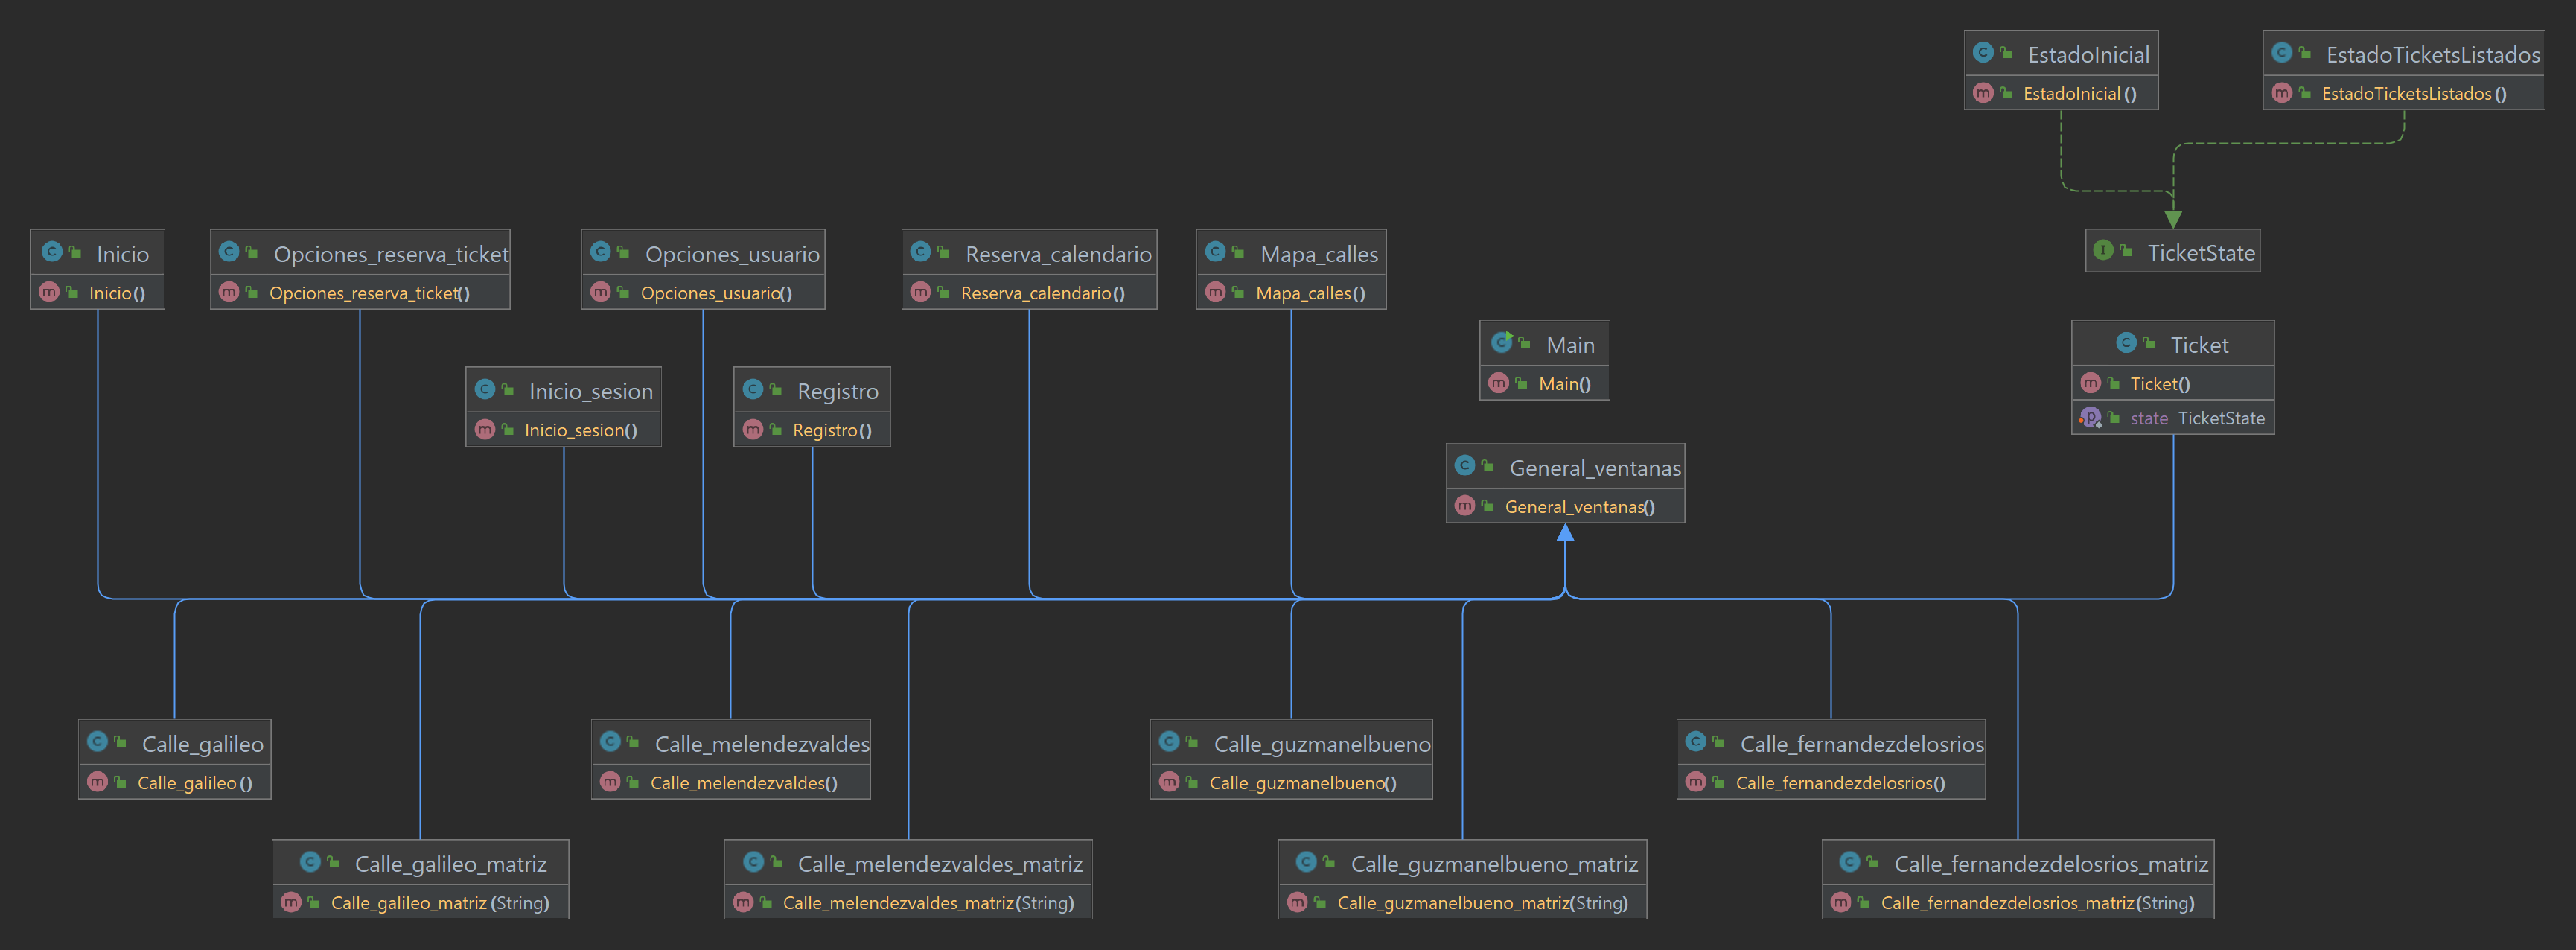 EstadoInicial
EstadoInicial()
EstadoTicketsListados
EstadoTicketsListados()
Inicio
Inicio()
Opciones_reserva_ticket
Opciones_reserva_ticket()
Opciones_usuario
Opciones_usuario()
Reserva_calendario
Reserva_calendario()
Mapa_calles
Mapa_calles()
TicketState
Inicio_sesion
Inicio_sesion()
Registro
Registro()
Main
Main()
Ticket
Ticket()
state TicketState
General_ventanas
General_ventanas()
Calle_galileo
Calle_galileo()
Calle_melendezvaldes
Calle_melendezvaldes()
Calle_guzmanelbueno
Calle_guzmanelbueno()
Calle_fernandezdelosrios
Calle_fernandezdelosrios()
Calle_galileo_matriz
Calle_galileo_matriz(String)
Calle_melendezvaldes_matriz
Calle_melendezvaldes_matriz(String)
Calle_guzmanelbueno_matriz
Calle_guzmanelbueno_matriz(String)
Calle_fernandezdelosrios_matriz
Calle_fernandezdelosrios_matriz(String)